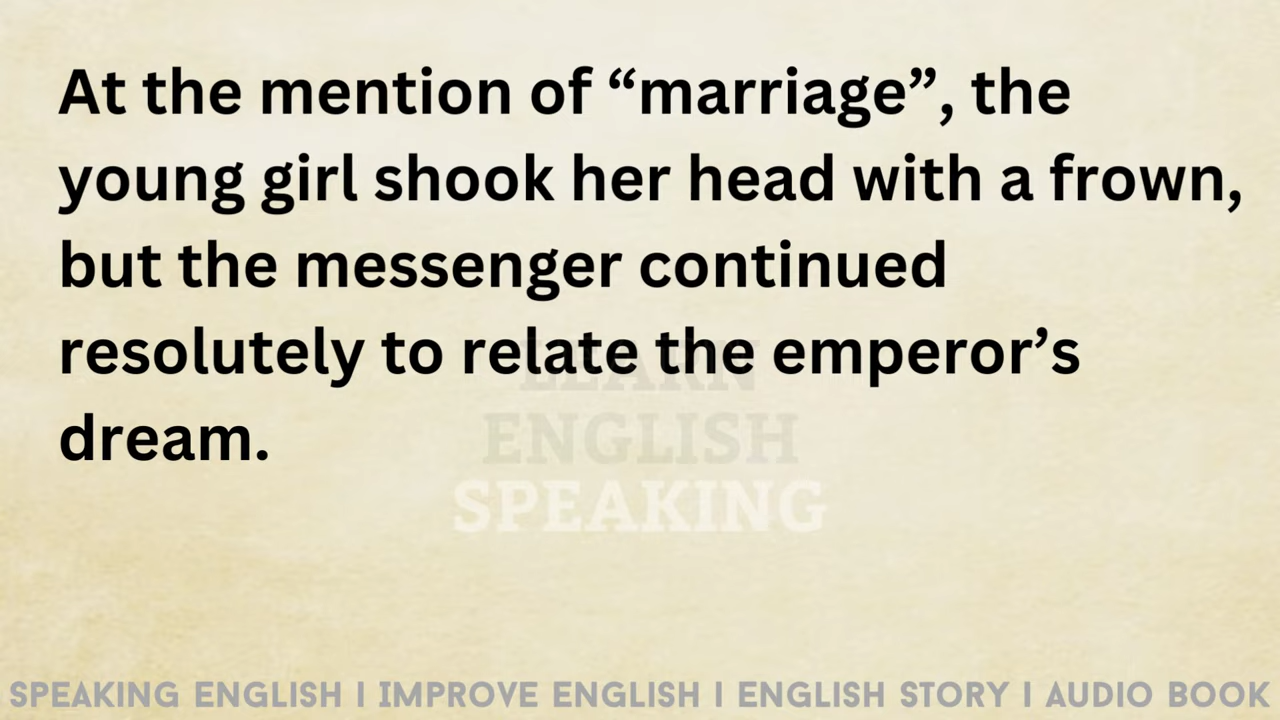 At the mention of “marriage”, the
young girl shook her head with a frown,
but the messenger continued
resolutely to relate the emperor’s
dream.
LEARN
ENGLISH
SPEAKING
SPEAKING ENGLISH I IMPROVE ENGLISH I ENGLISH STORY I AUDIO BOOK